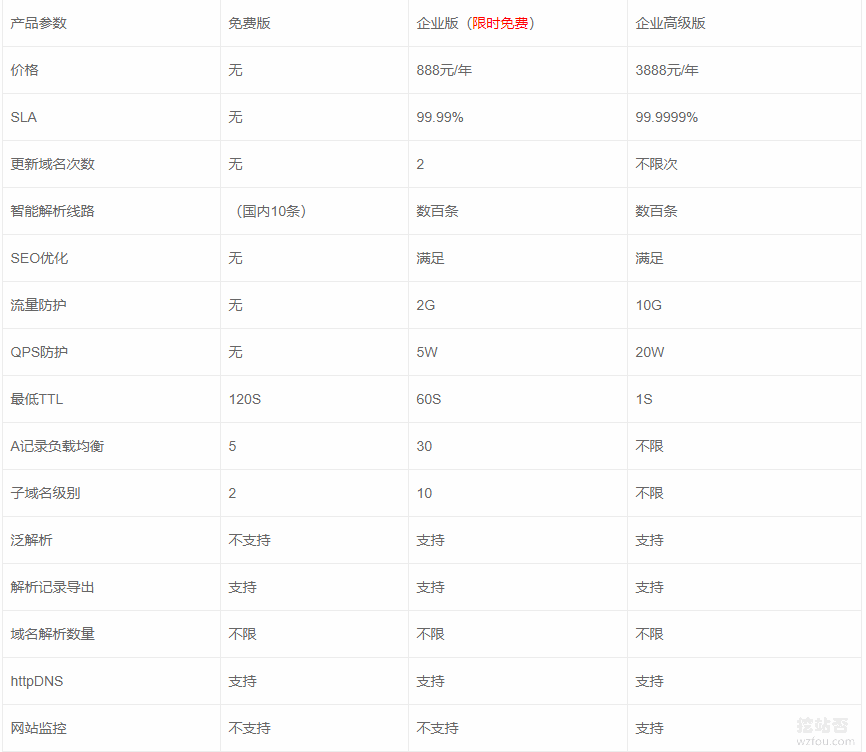 产品参数 免费版 企业版（限时免费） 企业高级版
价格 无 888元/年 3888元/年
SLA 无 99.99% 99.9999%
更新域名次数 无 2 不限次
智能解析线路 （国内10条） 数百条 数百条
SEO优化 无 满足 满足
流量防护 无 2G 10G
QPS防护 无 5W 20W
最低TTL 120S 60S 1S
A记录负载均衡 5 30 不限
子域名级别 2 10 不限
泛解析 不支持 支持 支持
解析记录导出 支持 支持 支持
域名解析数量 不限 不限 不限
httpDNS 支持 支持 支持
网站监控 不支持 不支持 支持
挖站否
wzfou.com